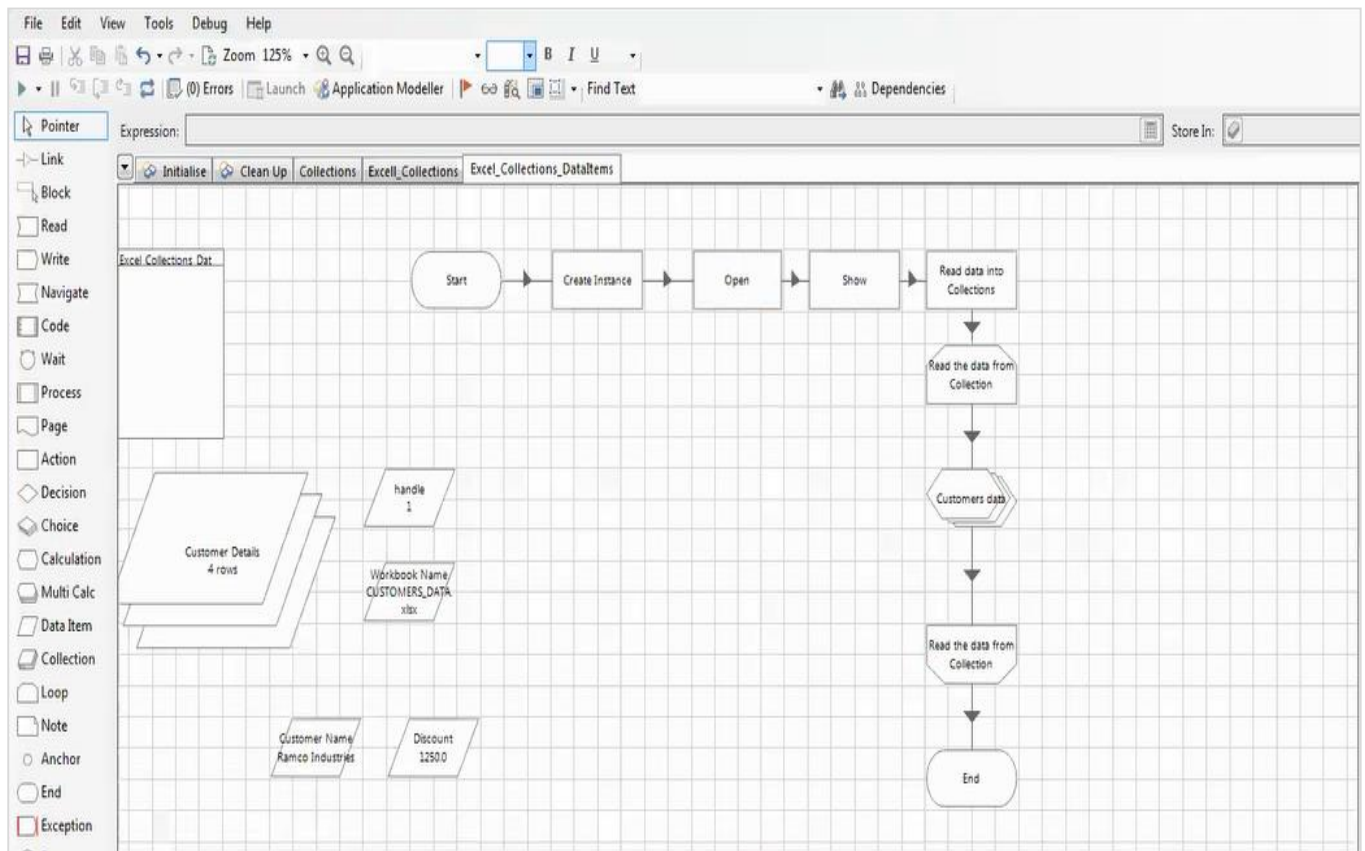 File Edit View Tools Debug Help
Zoom 125% B I U
(0) Errors Launch Application Modeller Find Text Dependencies
Pointer
Expression:
Store In:
Link
Initialise Clean Up Collections Excell_Collections Excel_Collections_DataItems
Block
Read
Write
Navigate
Code
Wait
Process
Page
Action
Decision
Choice
Calculation
Multi Calc
Data Item
Collection
Loop
Note
Anchor
End
Exception
Excel_Collections_Dat
Start
Create Instance
Open
Show
Read data into
Collections
Read the data from
Collection
Customers data
Read the data from
Collection
End
Customer Details
4 rows
handle
1
Workbook Name
CUSTOMERS_DATA.
xlsx
Customer Name
Ramco Industries
Discount
1250.0